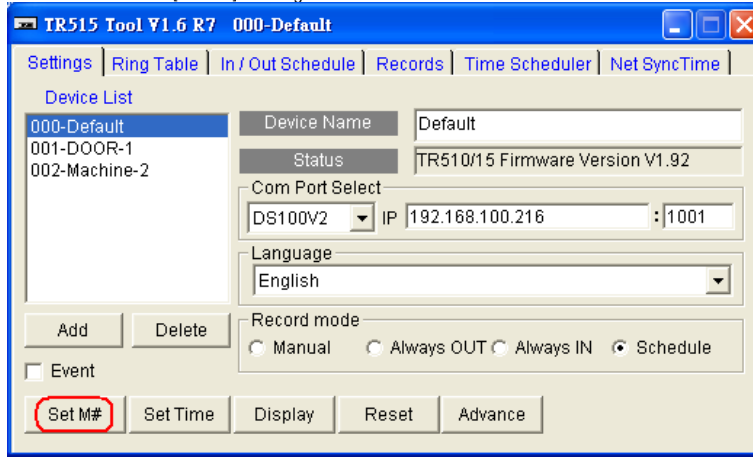 TR515 Tool V1.6 R7 000-Default
Settings Ring Table In / Out Schedule Records Time Scheduler Net SyncTime
Device List
000-Default
001-DOOR-1
002-Machine-2
Device Name Default
Status TR510/15 Firmware Version V1.92
Com Port Select
DS100V2 IP 192.168.100.216 : 1001
Language
English
Add Delete
Record mode
Manual Always OUT Always IN Schedule
Event
Set M# Set Time Display Reset Advance